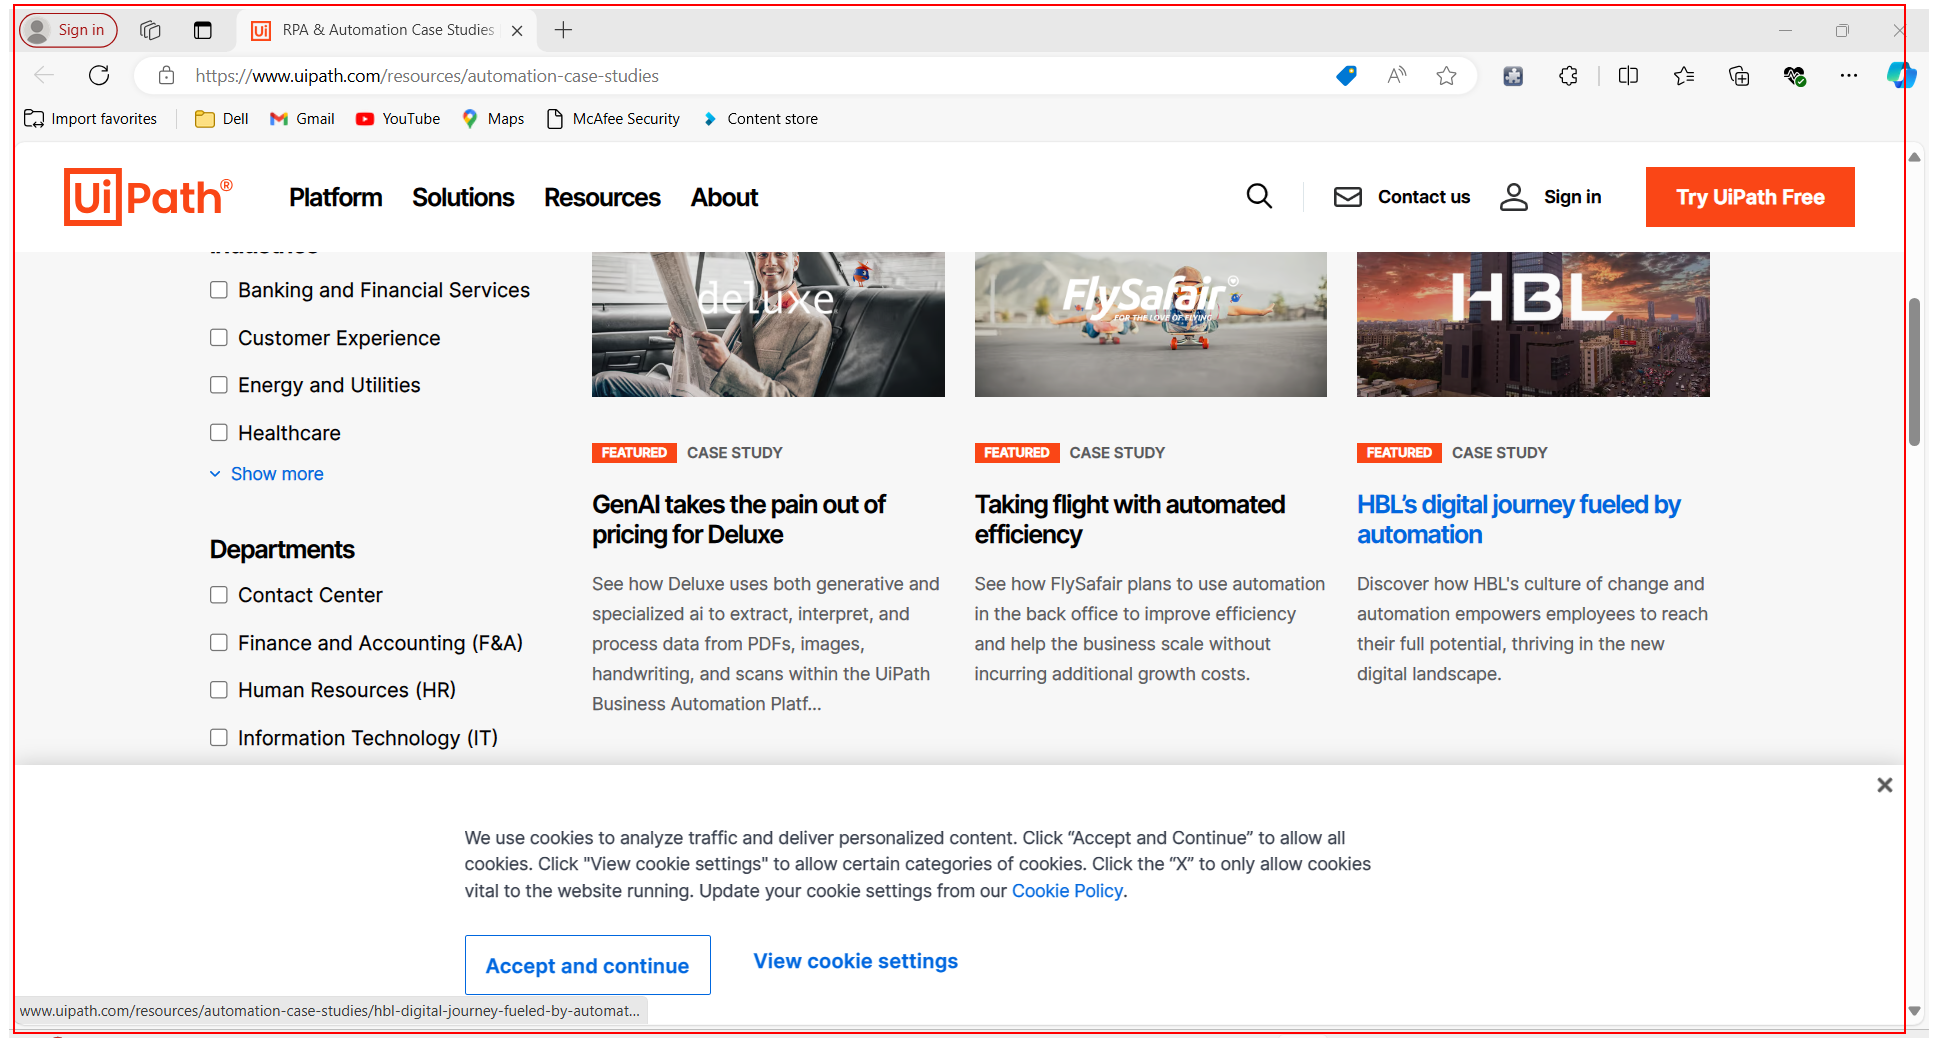 Sign in
RPA & Automation Case Studies
https://www.uipath.com/resources/automation-case-studies
Import favorites
Dell
Gmail
YouTube
Maps
McAfee Security
Content store
UiPath®
Platform
Solutions
Resources
About
Contact us
Sign in
Try UiPath Free
Banking and Financial Services
Customer Experience
Energy and Utilities
Healthcare
Show more
Departments
Contact Center
Finance and Accounting (F&A)
Human Resources (HR)
Information Technology (IT)
deluxe
FEATURED CASE STUDY
GenAI takes the pain out of
pricing for Deluxe
See how Deluxe uses both generative and
specialized ai to extract, interpret, and
process data from PDFs, images,
handwriting, and scans within the UiPath
Business Automation Platf...
FlySafair
FOR THE LOVE OF FLYING
FEATURED CASE STUDY
Taking flight with automated
efficiency
See how FlySafair plans to use automation
in the back office to improve efficiency
and help the business scale without
incurring additional growth costs.
HBL
FEATURED CASE STUDY
HBL’s digital journey fueled by
automation
Discover how HBL's culture of change and
automation empowers employees to reach
their full potential, thriving in the new
digital landscape.
We use cookies to analyze traffic and deliver personalized content. Click “Accept and Continue” to allow all
cookies. Click "View cookie settings" to allow certain categories of cookies. Click the “X” to only allow cookies
vital to the website running. Update your cookie settings from our Cookie Policy.
Accept and continue
View cookie settings
www.uipath.com/resources/automation-case-studies/hbl-digital-journey-fueled-by-automat...